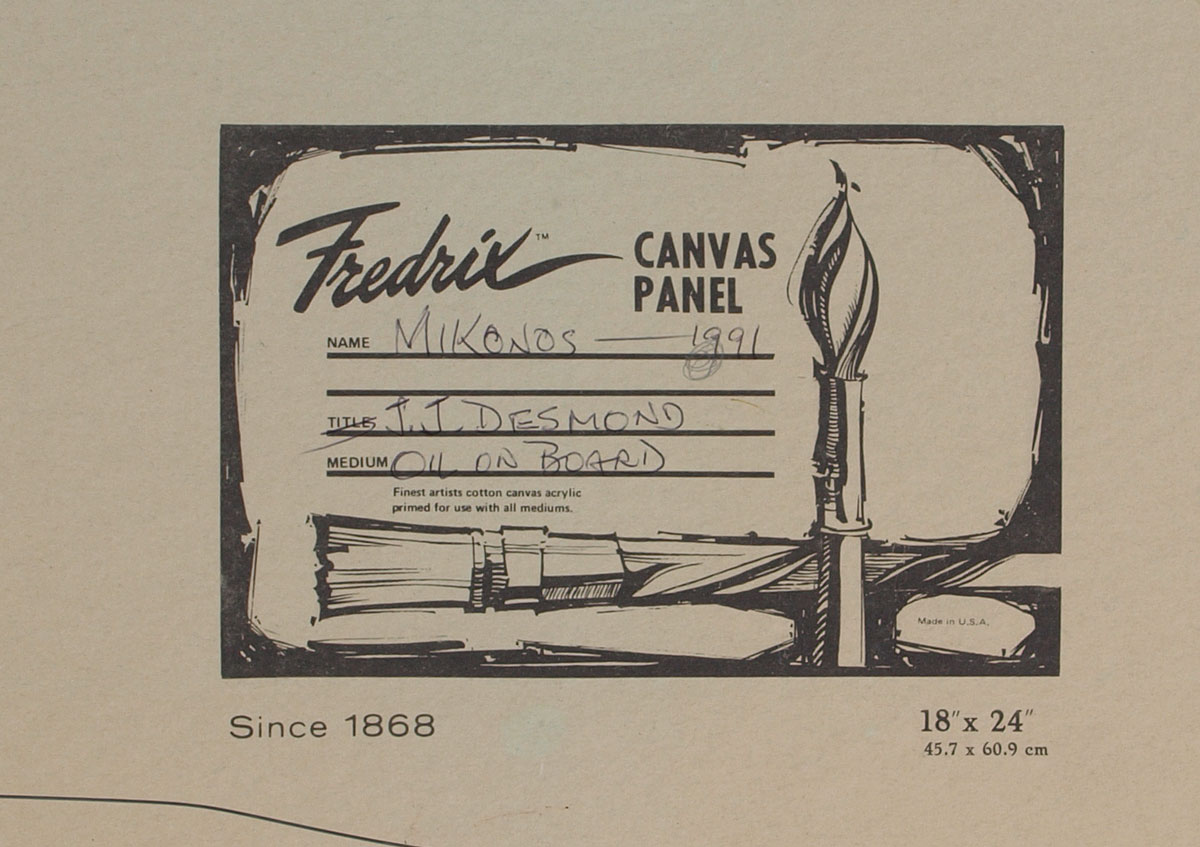 Fredrix™ CANVAS PANEL
NAME MIKONOS — 1991
TITLE J.J. DESMOND
MEDIUM OIL ON BOARD
Finest artists cotton canvas acrylic
primed for use with all mediums.
Made in U.S.A.
Since 1868
18" x 24"
45.7 x 60.9 cm